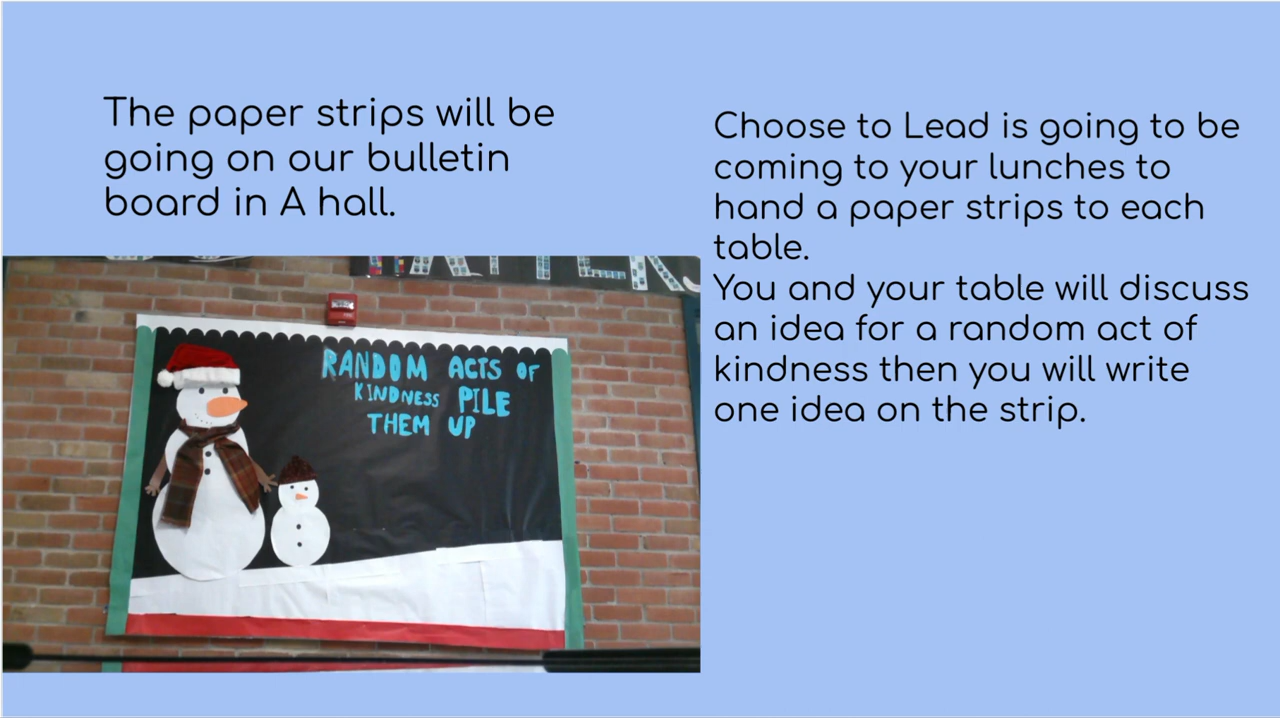 The paper strips will be
going on our bulletin
board in A hall.
Choose to Lead is going to be
coming to your lunches to
hand a paper strips to each
table.
You and your table will discuss
an idea for a random act of
kindness then you will write
one idea on the strip.
RANDOM ACTS OF
KINDNESS PILE
THEM UP